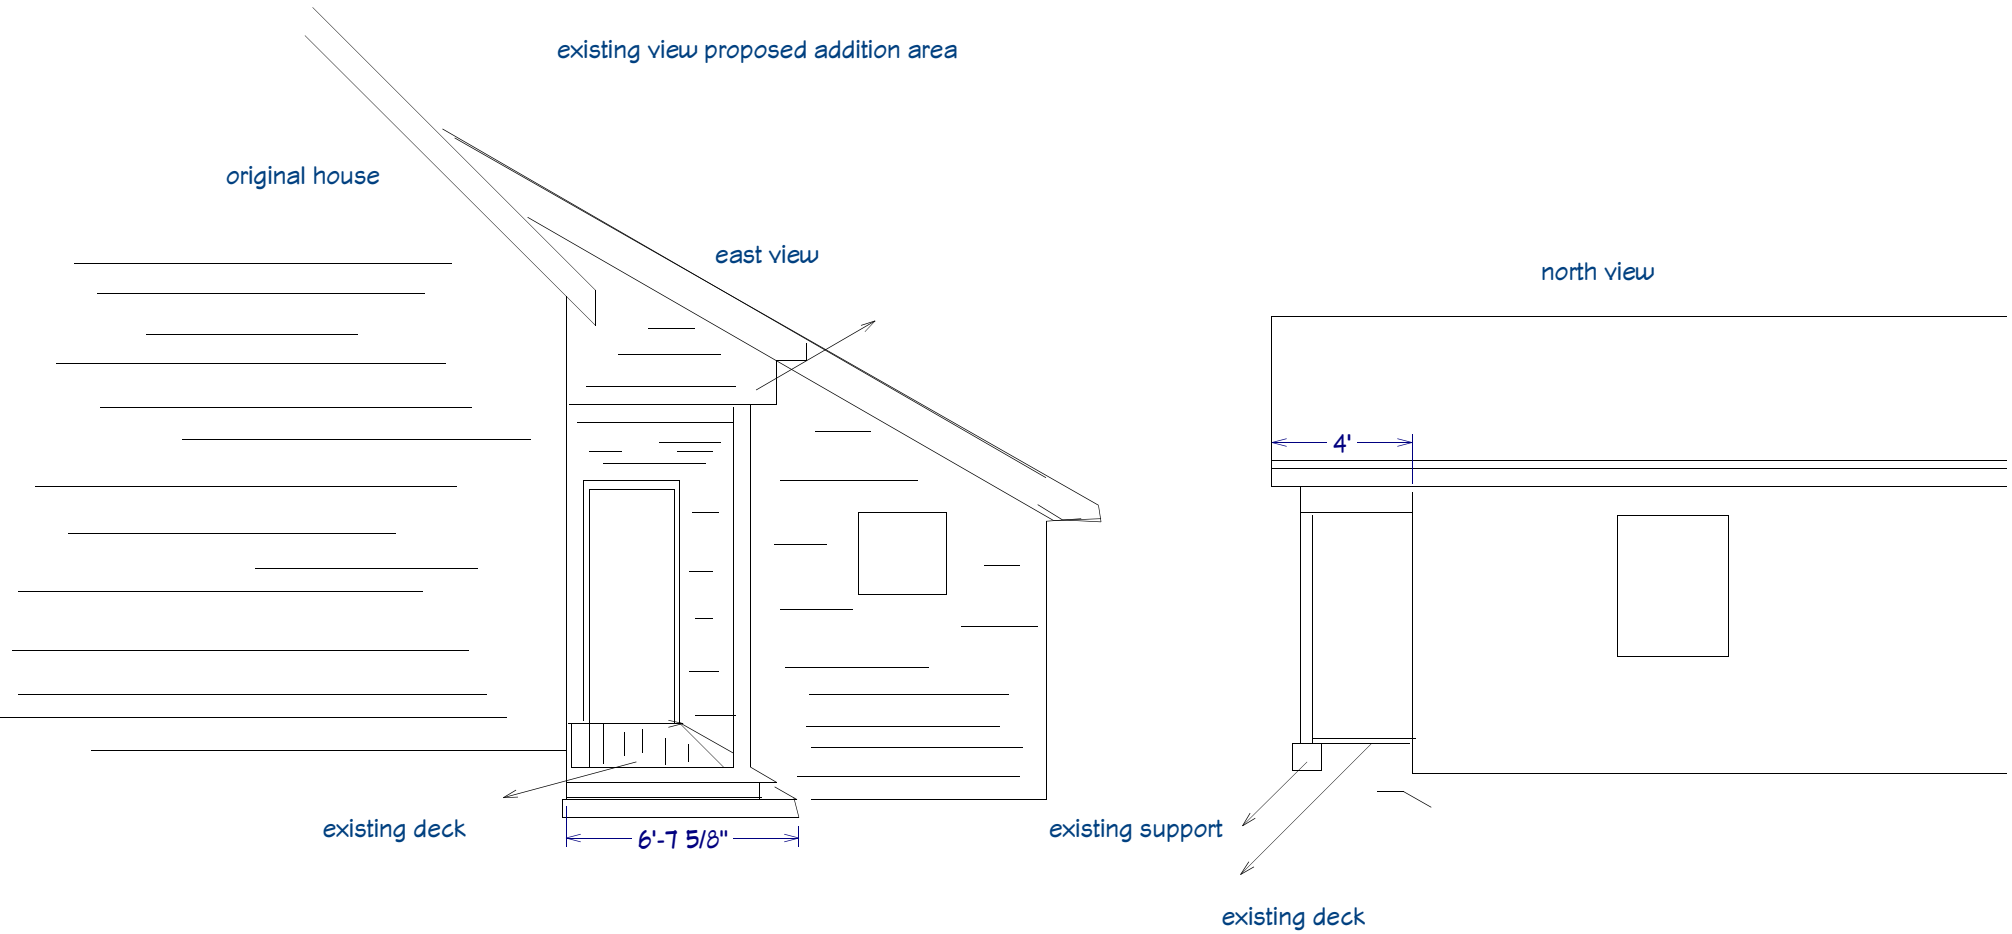 existing view proposed addition area
original house
east view
north view
4'
existing deck
6'-7 5/8"
existing support
existing deck